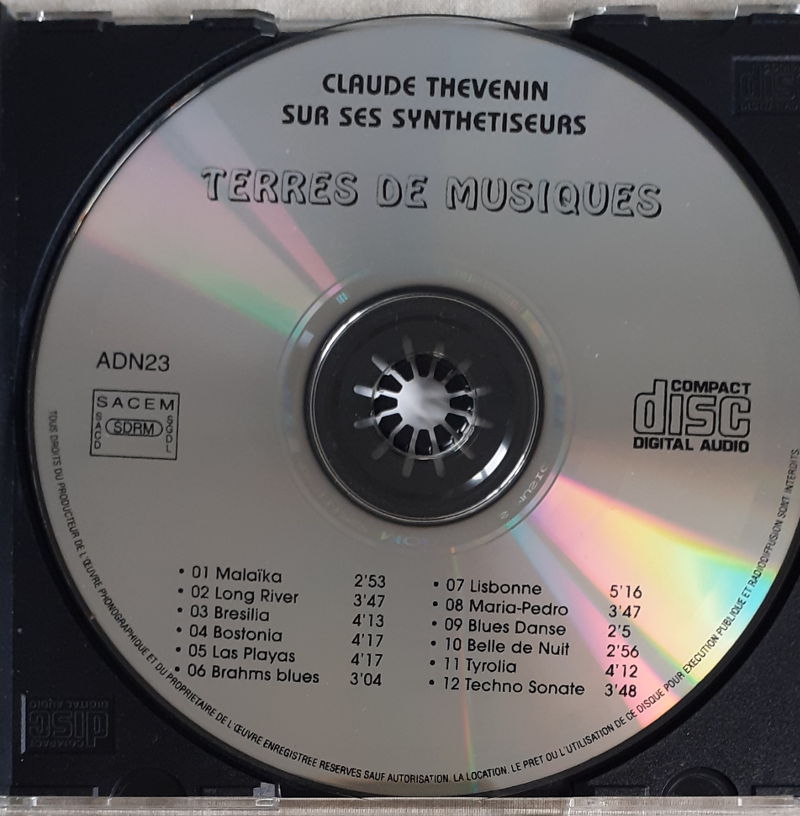 CLAUDE THEVENIN
SUR SES SYNTHETISEURS
TERRES DE MUSIQUES
ADN23
SACEM
SACD
SDRM
SGDL
COMPACT
disc
DIGITAL AUDIO
• 01 Malaïka 2'53
• 02 Long River 3'47
• 03 Bresilia 4'13
• 04 Bostonia 4'17
• 05 Las Playas 4'17
• 06 Brahms blues 3'04
• 07 Lisbonne 5'16
• 08 Maria-Pedro 3'47
• 09 Blues Danse 2'5
• 10 Belle de Nuit 2'56
• 11 Tyrolia 4'12
• 12 Techno Sonate 3'48
TOUS DROITS DU PRODUCTEUR DE L'ŒUVRE PHONOGRAPHIQUE ET DU PROPRIETAIRE DE L'ŒUVRE ENREGISTREE RESERVES SAUF AUTORISATION. LA LOCATION. LE PRET OU L'UTILISATION DE CE DISQUE POUR EXECUTION PUBLIQUE ET RADIODIFFUSION SONT INTERDITS
disc
COMPACT
disc
DIGITAL AUDIO